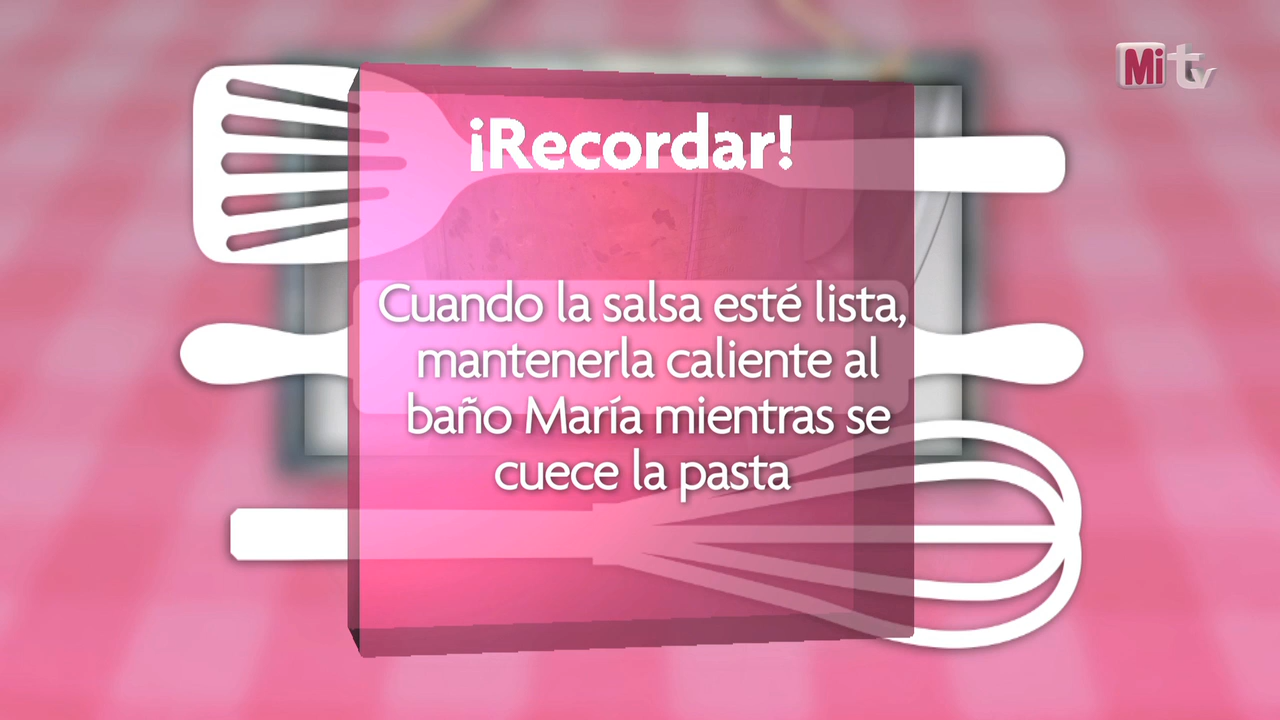 Mi tv
¡Recordar!
Cuando la salsa esté lista,
mantenerla caliente al
baño María mientras se
cuece la pasta